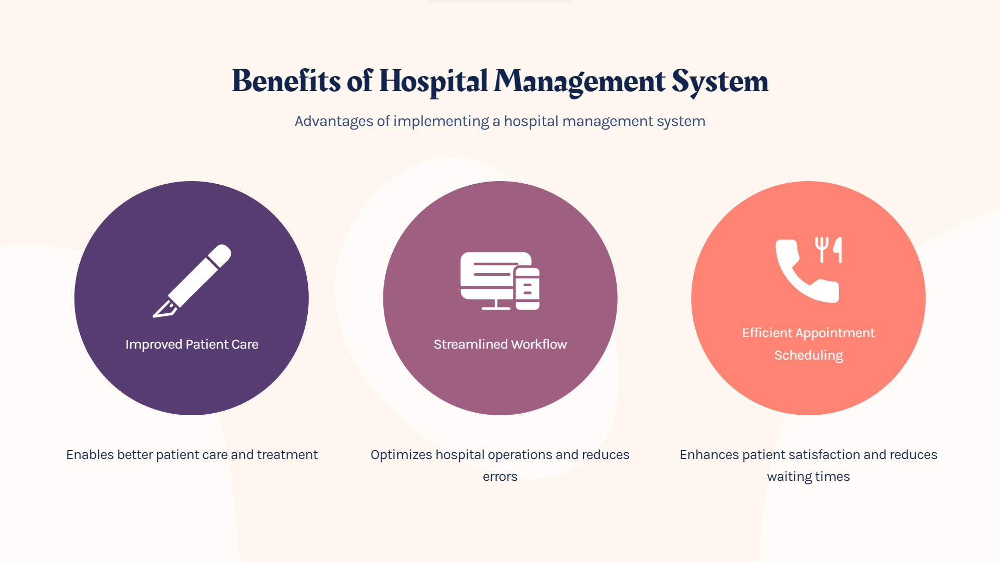 Benefits of Hospital Management System
Advantages of implementing a hospital management system
Improved Patient Care
Streamlined Workflow
Efficient Appointment
Scheduling
Enables better patient care and treatment
Optimizes hospital operations and reduces
errors
Enhances patient satisfaction and reduces
waiting times